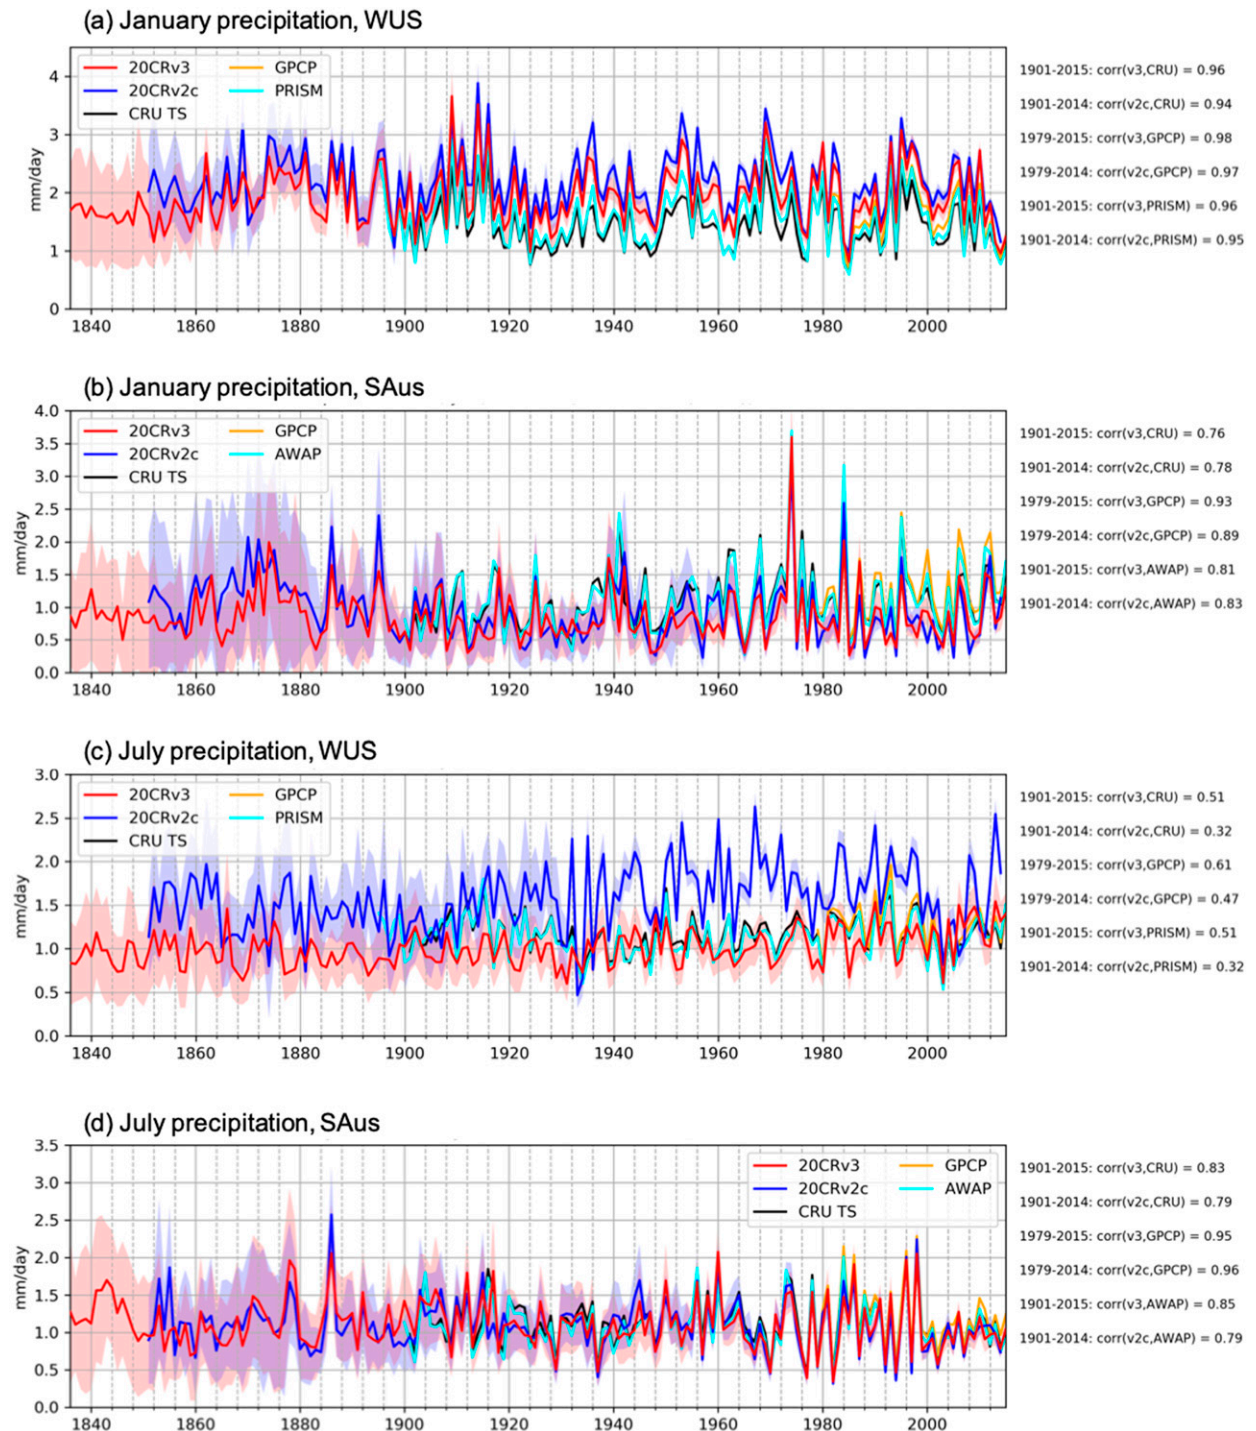 (a) January precipitation, WUS
20CRv3 GPCP
20CRv2c PRISM
CRU TS
mm/day
4
3
2
1
0
1840 1860 1880 1900 1920 1940 1960 1980 2000
1901-2015: corr(v3,CRU) = 0.96
1901-2014: corr(v2c,CRU) = 0.94
1979-2015: corr(v3,GPCP) = 0.98
1979-2014: corr(v2c,GPCP) = 0.97
1901-2015: corr(v3,PRISM) = 0.96
1901-2014: corr(v2c,PRISM) = 0.95
(b) January precipitation, SAus
20CRv3 GPCP
20CRv2c AWAP
CRU TS
mm/day
4.0
3.5
3.0
2.5
2.0
1.5
1.0
0.5
0.0
1840 1860 1880 1900 1920 1940 1960 1980 2000
1901-2015: corr(v3,CRU) = 0.76
1901-2014: corr(v2c,CRU) = 0.78
1979-2015: corr(v3,GPCP) = 0.93
1979-2014: corr(v2c,GPCP) = 0.89
1901-2015: corr(v3,AWAP) = 0.81
1901-2014: corr(v2c,AWAP) = 0.83
(c) July precipitation, WUS
20CRv3 GPCP
20CRv2c PRISM
CRU TS
mm/day
3.0
2.5
2.0
1.5
1.0
0.5
0.0
1840 1860 1880 1900 1920 1940 1960 1980 2000
1901-2015: corr(v3,CRU) = 0.51
1901-2014: corr(v2c,CRU) = 0.32
1979-2015: corr(v3,GPCP) = 0.61
1979-2014: corr(v2c,GPCP) = 0.47
1901-2015: corr(v3,PRISM) = 0.51
1901-2014: corr(v2c,PRISM) = 0.32
(d) July precipitation, SAus
20CRv3 GPCP
20CRv2c AWAP
CRU TS
mm/day
3.5
3.0
2.5
2.0
1.5
1.0
0.5
0.0
1840 1860 1880 1900 1920 1940 1960 1980 2000
1901-2015: corr(v3,CRU) = 0.83
1901-2014: corr(v2c,CRU) = 0.79
1979-2015: corr(v3,GPCP) = 0.95
1979-2014: corr(v2c,GPCP) = 0.96
1901-2015: corr(v3,AWAP) = 0.85
1901-2014: corr(v2c,AWAP) = 0.79